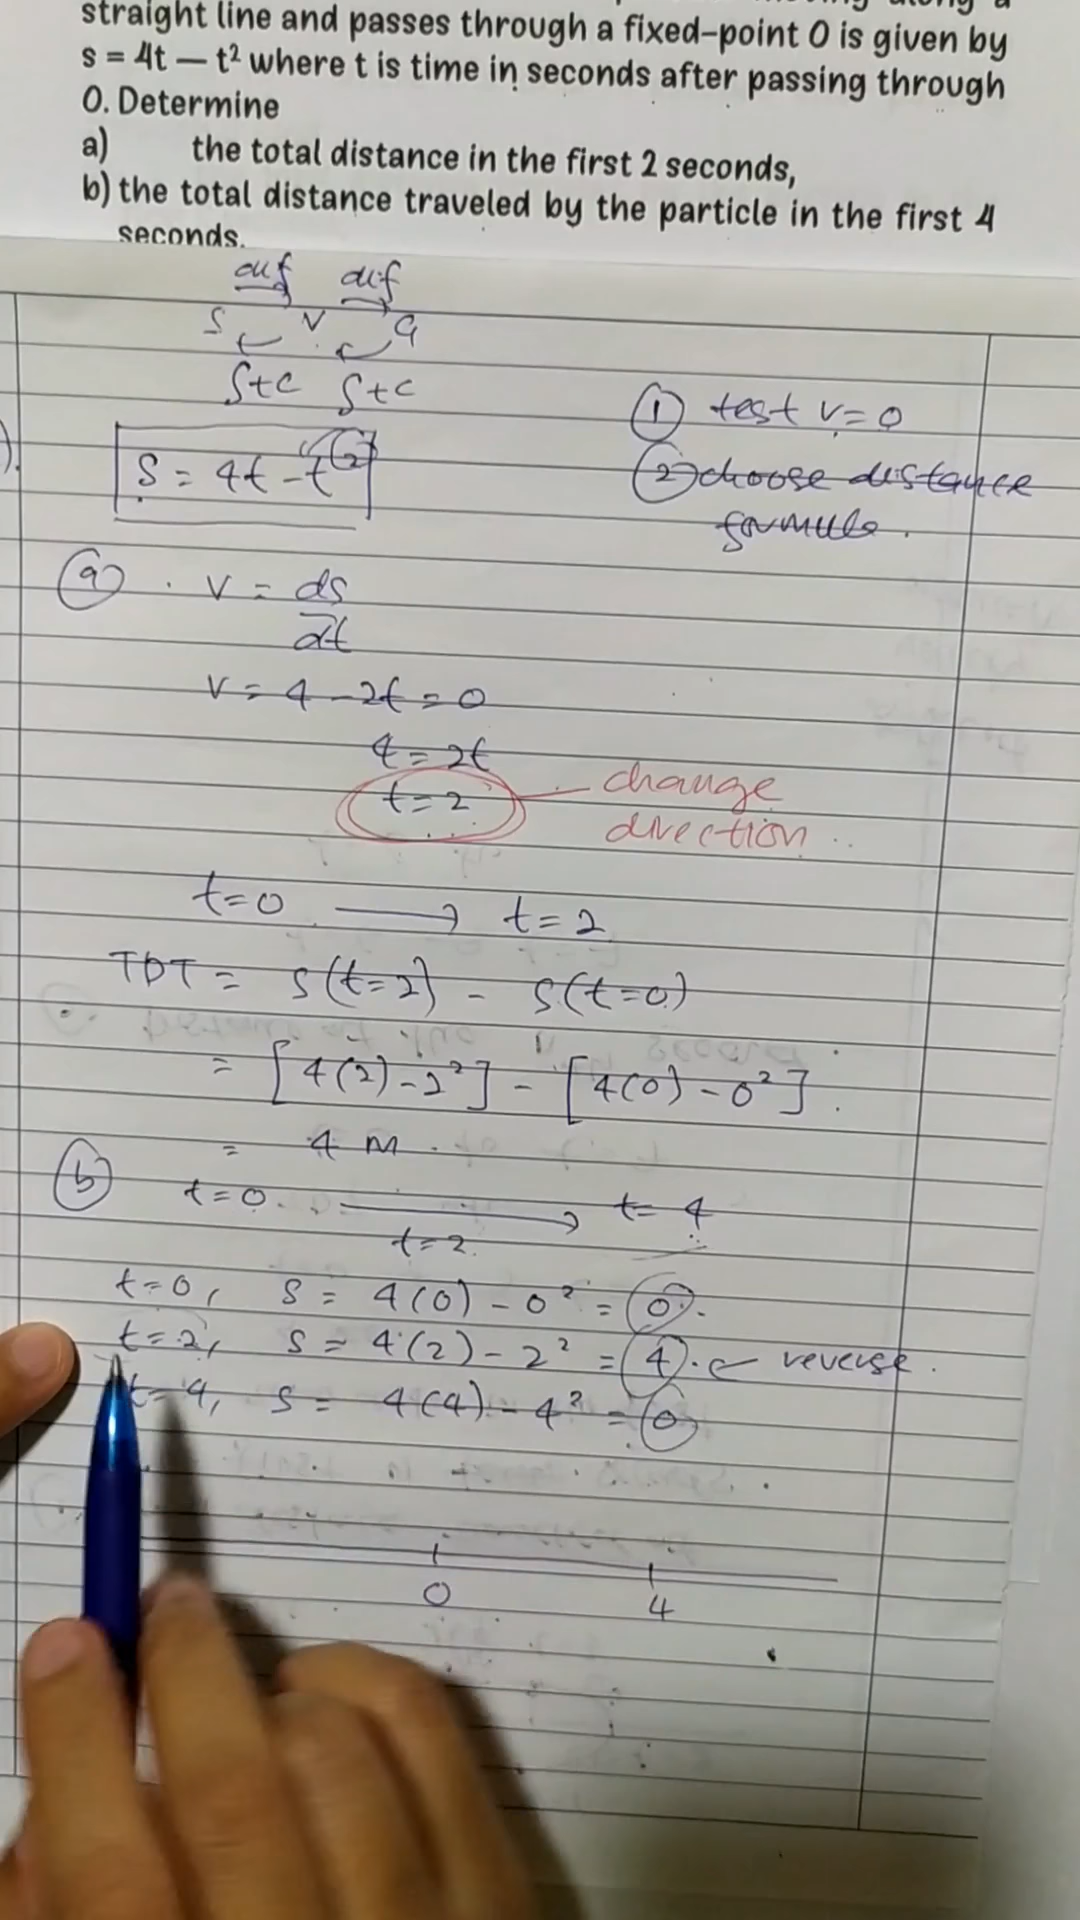 straight line and passes through a fixed-point O is given by
s = 4t — t² where t is time in seconds after passing through
O. Determine
a) the total distance in the first 2 seconds,
b) the total distance traveled by the particle in the first 4
seconds.
dif dif
S V a
∫+c ∫+c
① test v=0
② choose distance
formula.
S = 4t - t²
ⓐ . V = ds
dt
V = 4 - 2t = 0
4 = 2t
t = 2
change
direction
t=0 → t=2
TDT = s(t=2) - s(t=0)
= [4(2)-2²] - [4(0)-0²]
= 4 m
ⓑ t=0 → t=4
t=2
t=0, s = 4(0) - 0² = 0
t=2, s = 4(2) - 2² = 4 ← reverse.
t=4, s = 4(4) - 4² = 0
0 4